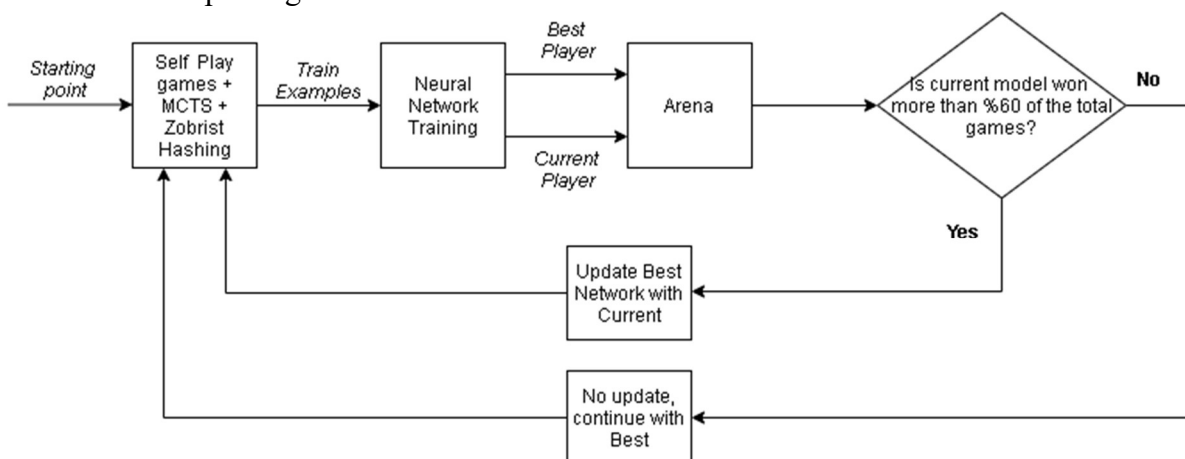 Starting
point
Self Play
games +
MCTS +
Zobrist
Hashing
Train
Examples
Neural
Network
Training
Best
Player
Current
Player
Arena
Is current model won
more than %60 of the total
games?
No
Yes
Update Best
Network with
Current
No update,
continue with
Best